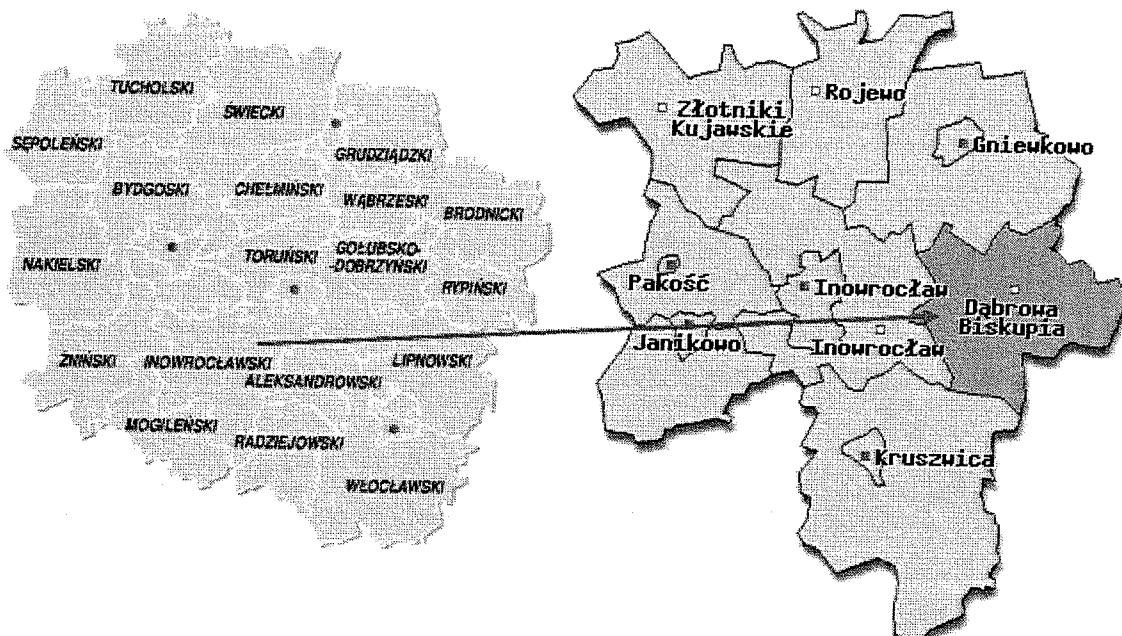 TUCHOLSKI
ŚWIECKI
SĘPOLEŃSKI
GRUDZIĄDZKI
BYDGOSKI
CHEŁMIŃSKI
WĄBRZESKI
BRODNICKI
NAKIELSKI
TORUŃSKI
GOŁUBSKO-
-DOBRZYŃSKI
RYPIŃSKI
ŻNIŃSKI
INOWROCŁAWSKI
LIPNOWSKI
ALEKSANDROWSKI
MOGILEŃSKI
RADZIEJOWSKI
WŁOCŁAWSKI
Złotniki
Kujawskie
Rojewo
Gniewkowo
Pakość
Inowrocław
Dąbrowa
Biskupia
Janikowo
Inowrocław
Kruszwica